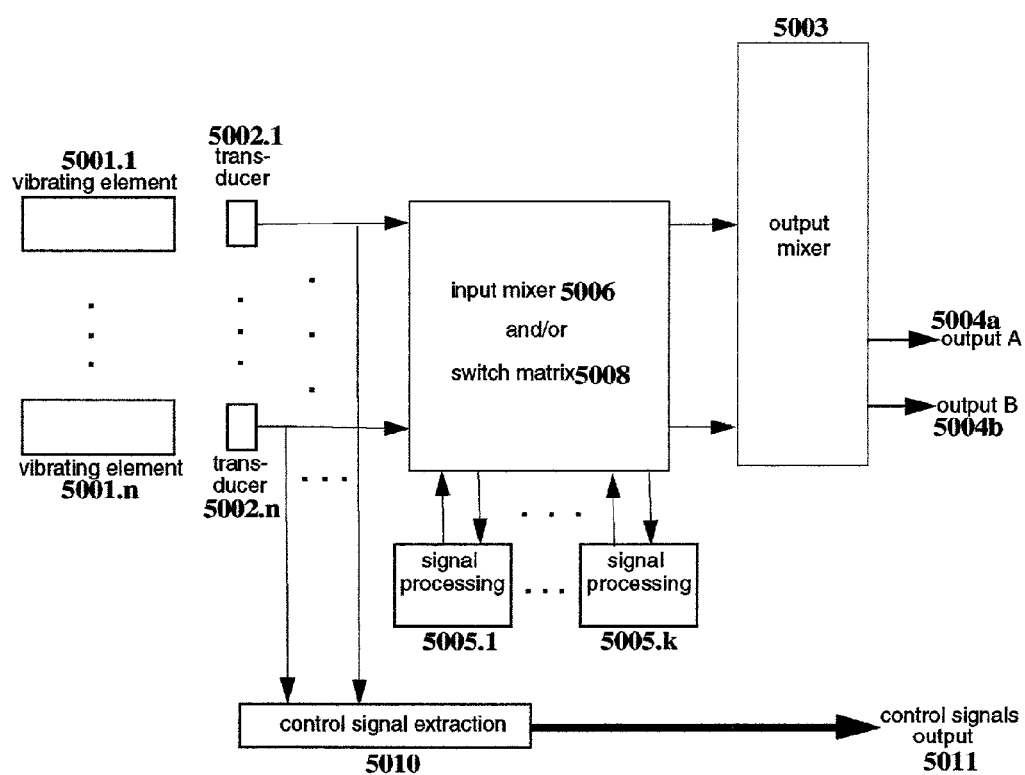 5003
5002.1
trans-
ducer
5001.1
vibrating element
output
mixer
input mixer 5006
and/or
switch matrix5008
5004a
output A
output B
5004b
vibrating element
5001.n
trans-
ducer
5002.n
signal
processing
5005.1
signal
processing
5005.k
control signal extraction
5010
control signals
output
5011